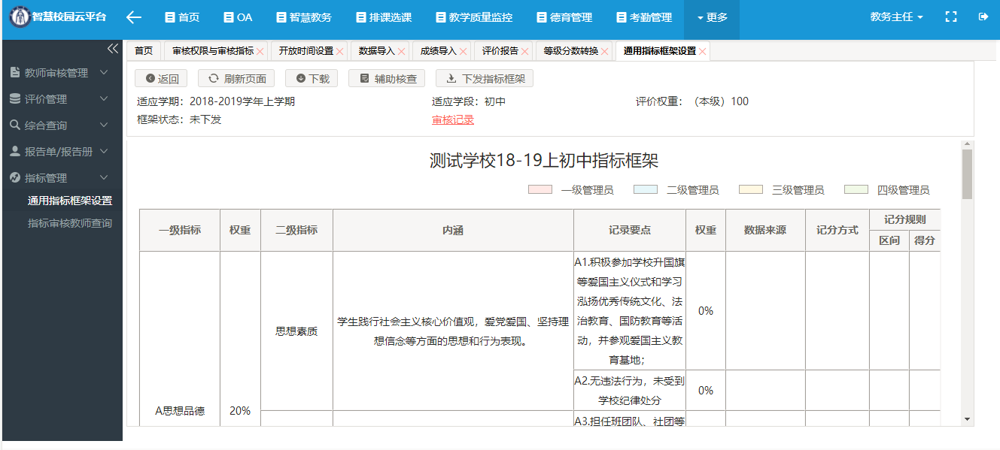 智慧校园云平台 首页 OA 智慧教务 排课选课 教学质量监控 德育管理 考勤管理 更多 教务主任
首页 审核权限与审核指标 开放时间设置 数据导入 成绩导入 评价报告 等级分数转换 通用指标框架设置
教师审核管理
评价管理
综合查询
报告单/报告册
指标管理
通用指标框架设置
指标审核教师查询
返回 刷新页面 下载 辅助核查 下发指标框架
适应学期：2018-2019学年上学期 适应学段：初中 评价权重：（本级）100
框架状态：未下发 审核记录
测试学校18-19上初中指标框架
一级管理员 二级管理员 三级管理员 四级管理员
一级指标 权重 二级指标 内涵 记录要点 权重 数据来源 记分方式 记分规则
区间 得分
A思想品德 20%
思想素质
学生践行社会主义核心价值观，爱党爱国、坚持理
想信念等方面的思想和行为表现。
A1.积极参加学校升国旗
等爱国主义仪式和学习
泓扬优秀传统文化、法
治教育、国防教育等活
动，并参观爱国主义教
育基地；
0%
A2.无违法行为，未受到
学校纪律处分
0%
A3.担任班团队、社团等